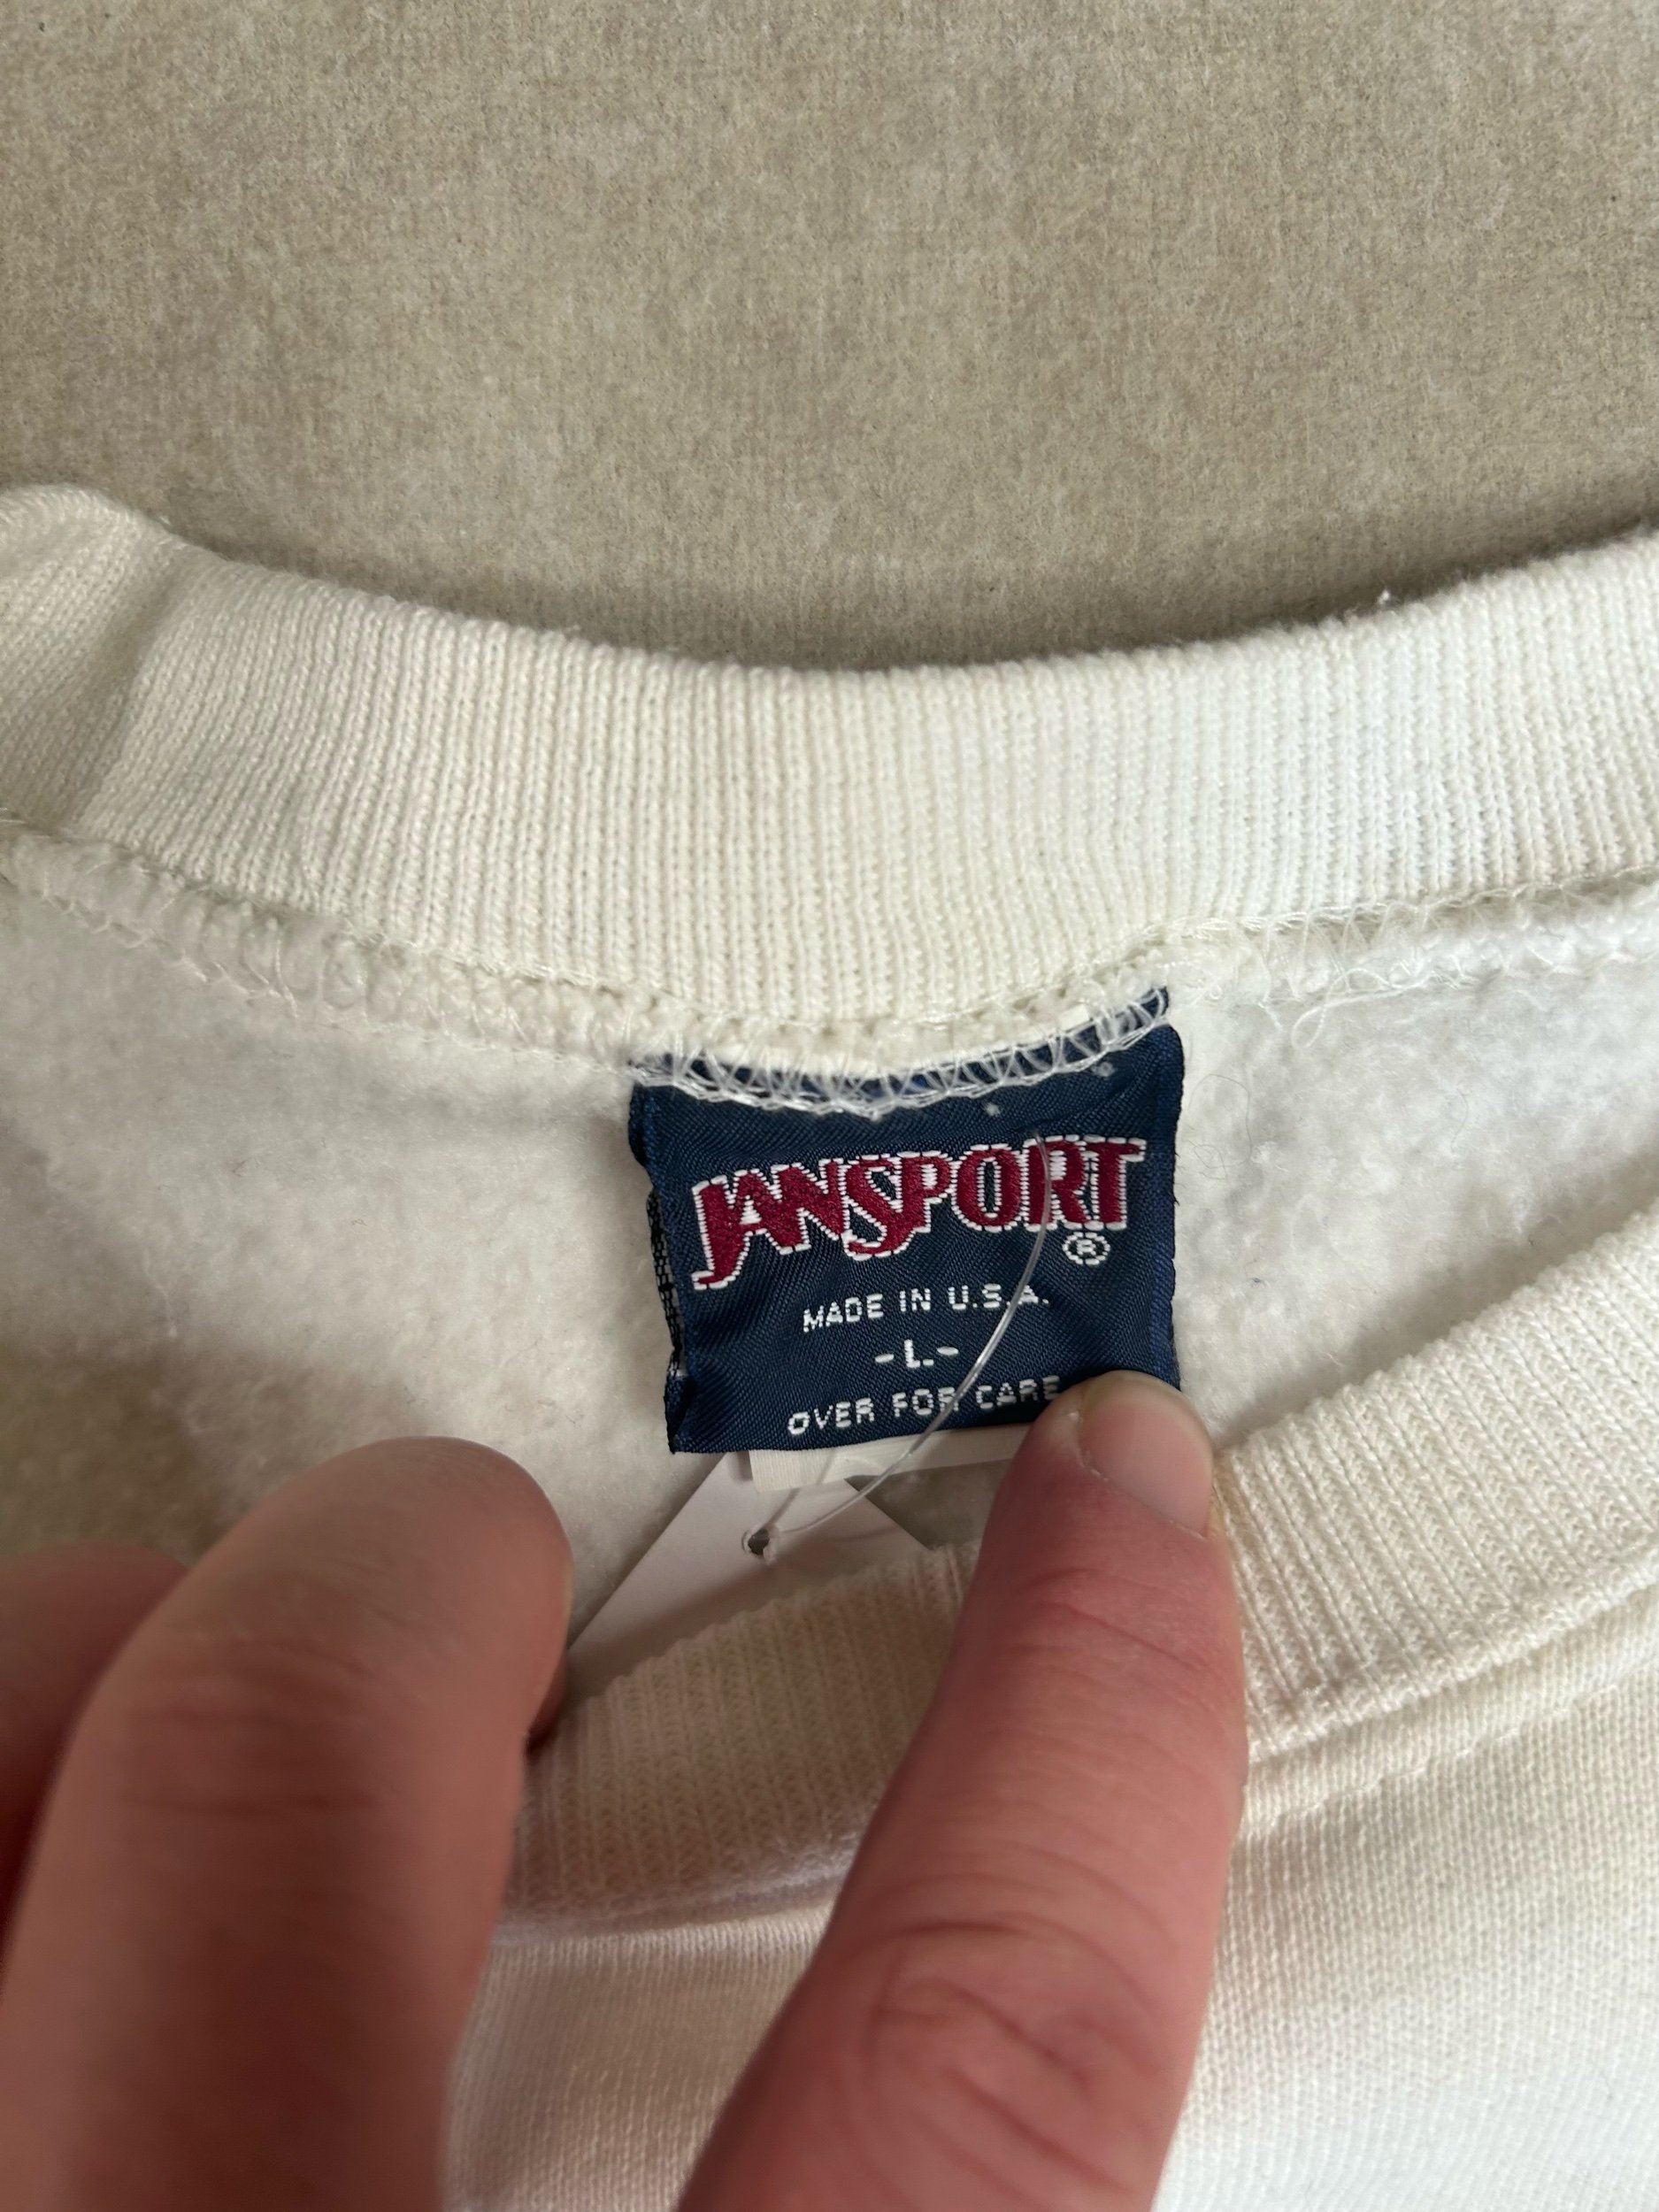 JANSPORT
®
MADE IN U.S.A.
-L.-
OVER FOR CARE